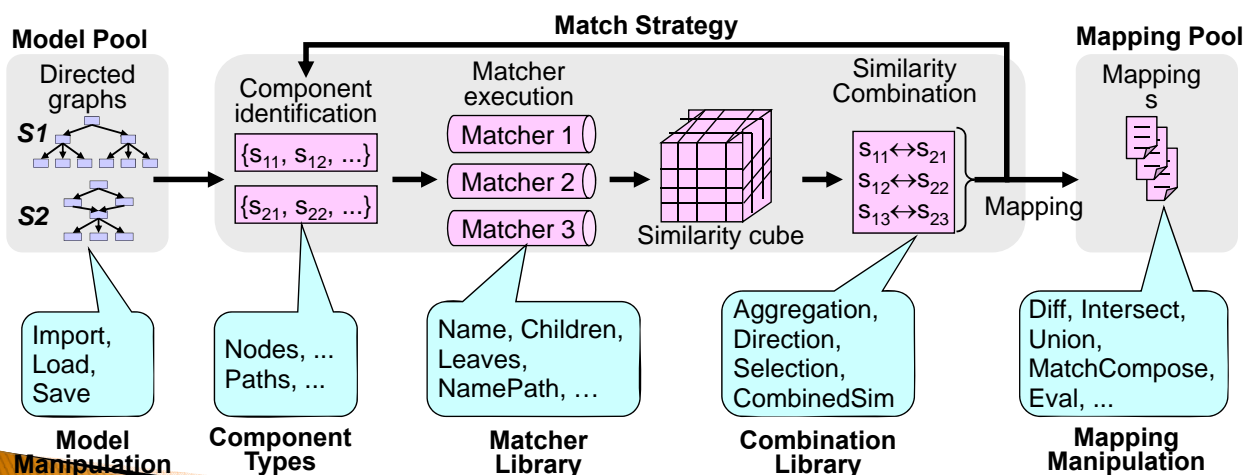 Match Strategy
Model Pool
Directed
graphs
S1
S2
Component
identification
{s₁₁, s₁₂, ...}
{s₂₁, s₂₂, ...}
Matcher
execution
Matcher 1
Matcher 2
Matcher 3
Similarity cube
Similarity
Combination
s₁₁↔s₂₁
s₁₂↔s₂₂
s₁₃↔s₂₃
Mapping
Mapping Pool
Mapping
s
Import,
Load,
Save
Nodes, ...
Paths, ...
Name, Children,
Leaves,
NamePath, …
Aggregation,
Direction,
Selection,
CombinedSim
Diff, Intersect,
Union,
MatchCompose,
Eval, ...
Model
Manipulation
Component
Types
Matcher
Library
Combination
Library
Mapping
Manipulation